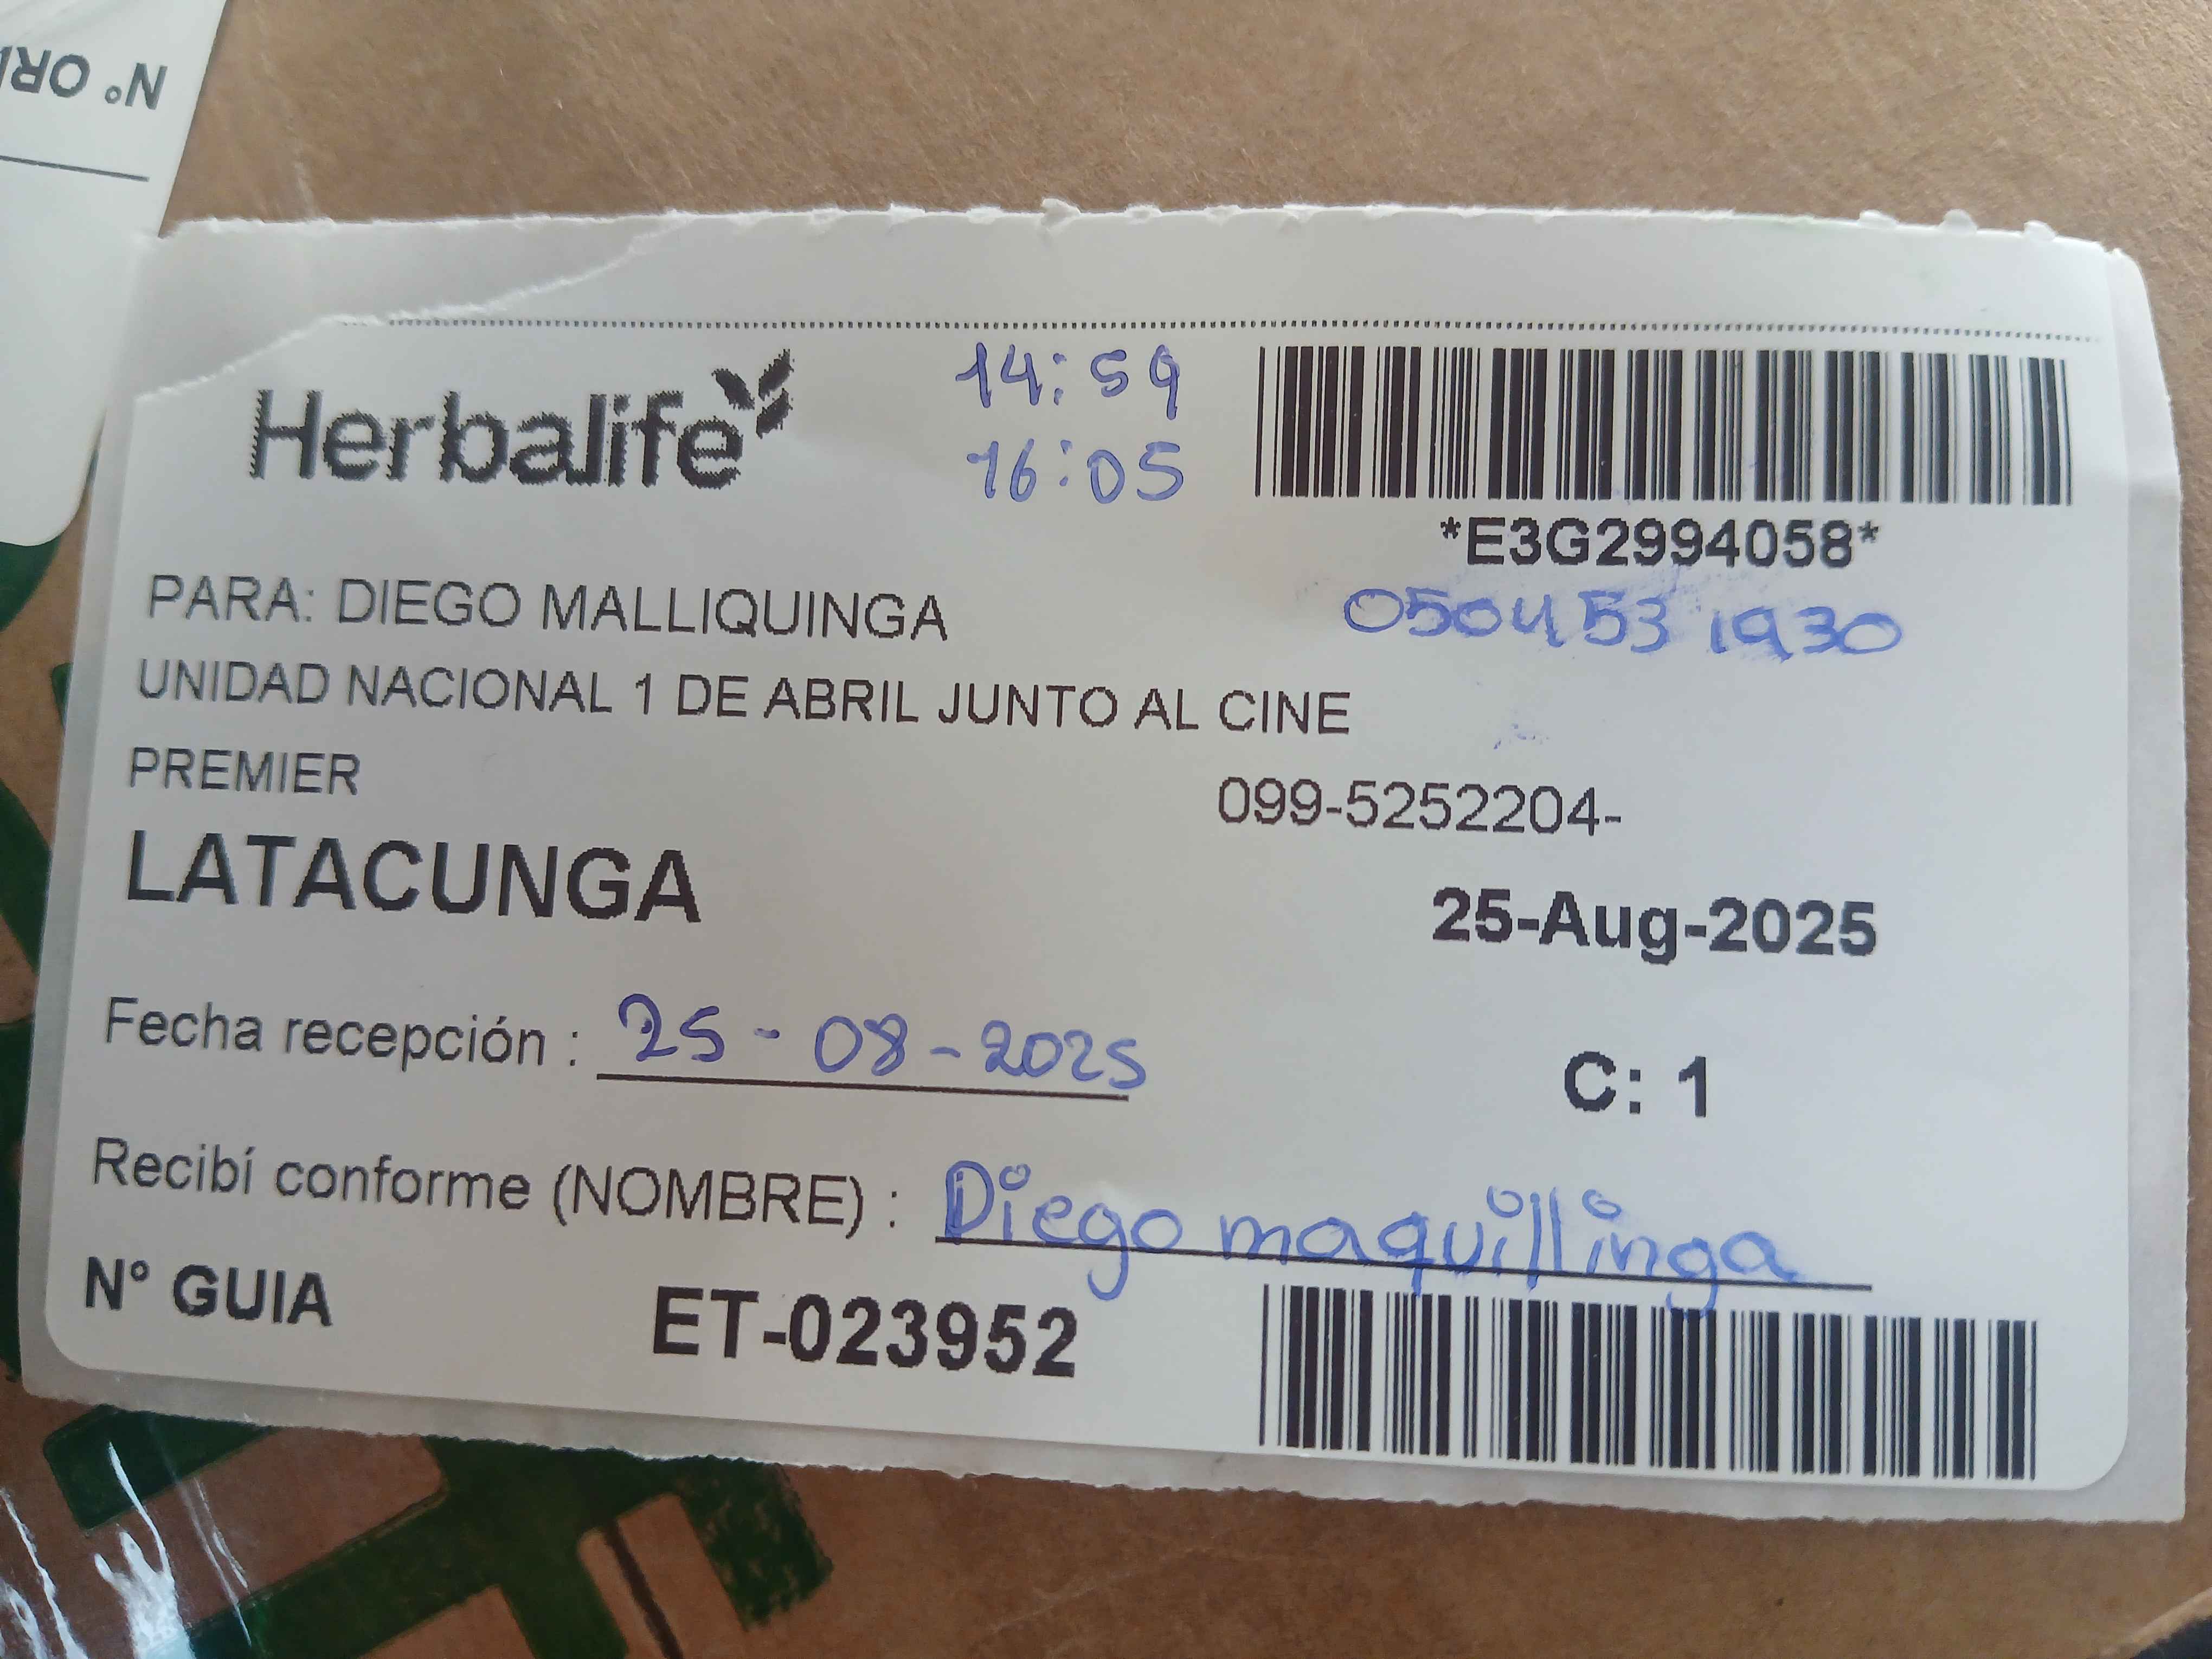 N° ORI
Herbalife
14:59
16:05
*E3G2994058*
0504531930
PARA: DIEGO MALLIQUINGA
UNIDAD NACIONAL 1 DE ABRIL JUNTO AL CINE
PREMIER
099-5252204-
LATACUNGA
25-Aug-2025
Fecha recepción : 25-08-2025
C: 1
Recibí conforme (NOMBRE) : Diego maquillinga
N° GUIA ET-023952